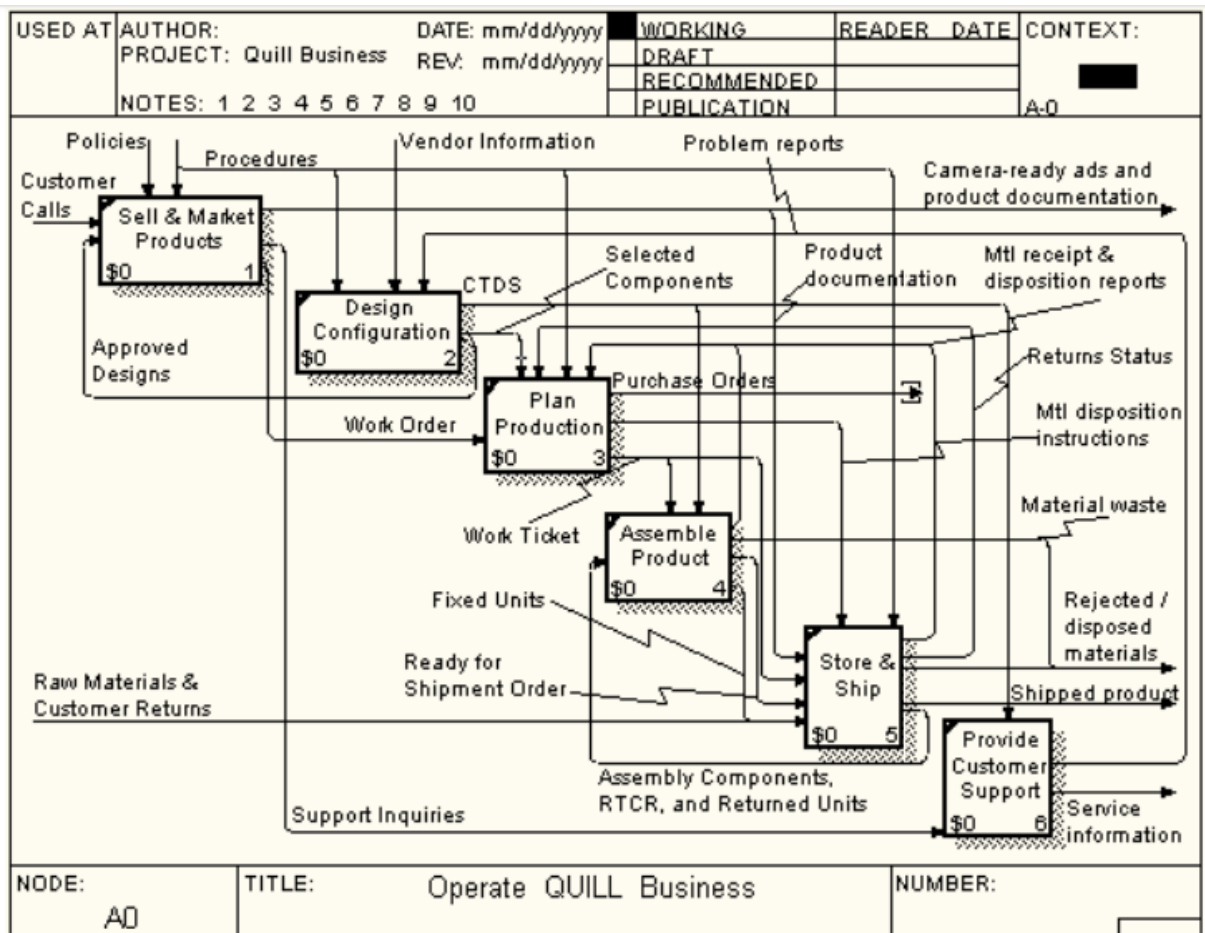 USED AT
AUTHOR:
DATE: mm/dd/yyyy
WORKING
READER DATE
CONTEXT:
PROJECT: Quill Business
REV: mm/dd/yyyy
DRAFT
RECOMMENDED
NOTES: 1 2 3 4 5 6 7 8 9 10
PUBLICATION
A-0
Policies
Procedures
Vendor Information
Problem reports
Customer
Calls
Camera-ready ads and
product documentation
Sell & Market
Products
$0 1
Selected
Components
Product
documentation
Mtl receipt &
disposition reports
CTDS
Design
Configuration
$0 2
Approved
Designs
Returns Status
Purchase Orders
Plan
Production
$0 3
Work Order
Mtl disposition
instructions
Work Ticket
Material waste
Assemble
Product
$0 4
Fixed Units
Rejected /
disposed
materials
Ready for
Shipment Order
Store &
Ship
$0 5
Raw Materials &
Customer Returns
Shipped product
Provide
Customer
Support
$0 6
Assembly Components,
RTCR, and Returned Units
Support Inquiries
Service
information
NODE:
A0
TITLE:
Operate QUILL Business
NUMBER: